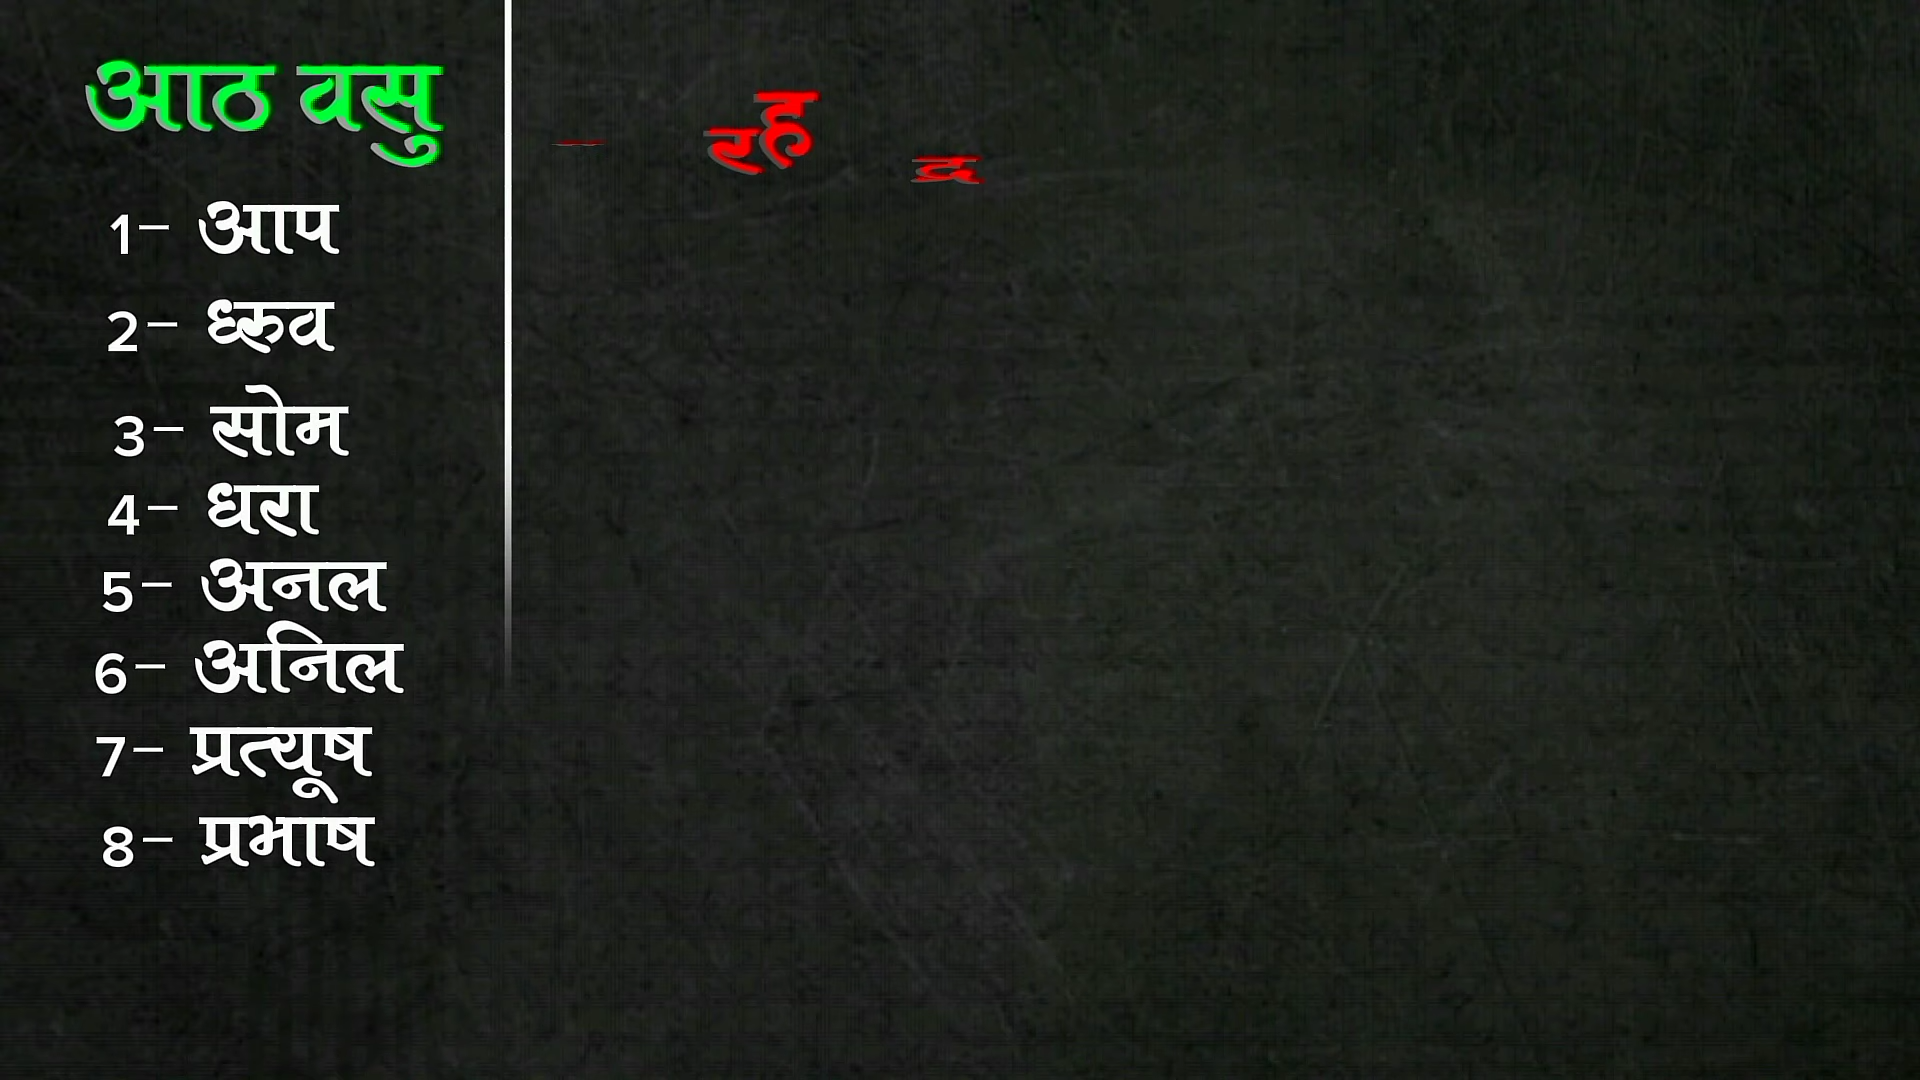 आठ वसु
1- आप
2- ध्रुव
3- सोम
4- धरा
5- अनल
6- अनिल
7- प्रत्यूष
8- प्रभाष